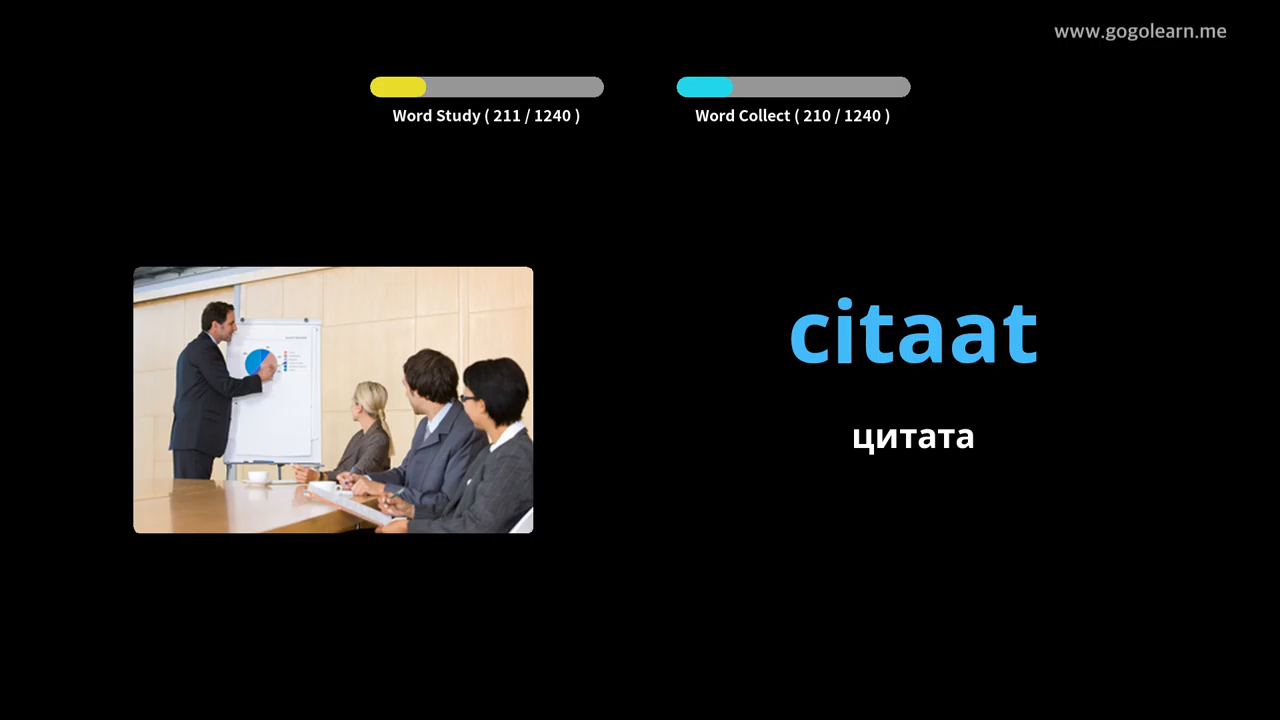 www.gogolearn.me
Word Study ( 211 / 1240 )
Word Collect ( 210 / 1240 )
citaat
цитата